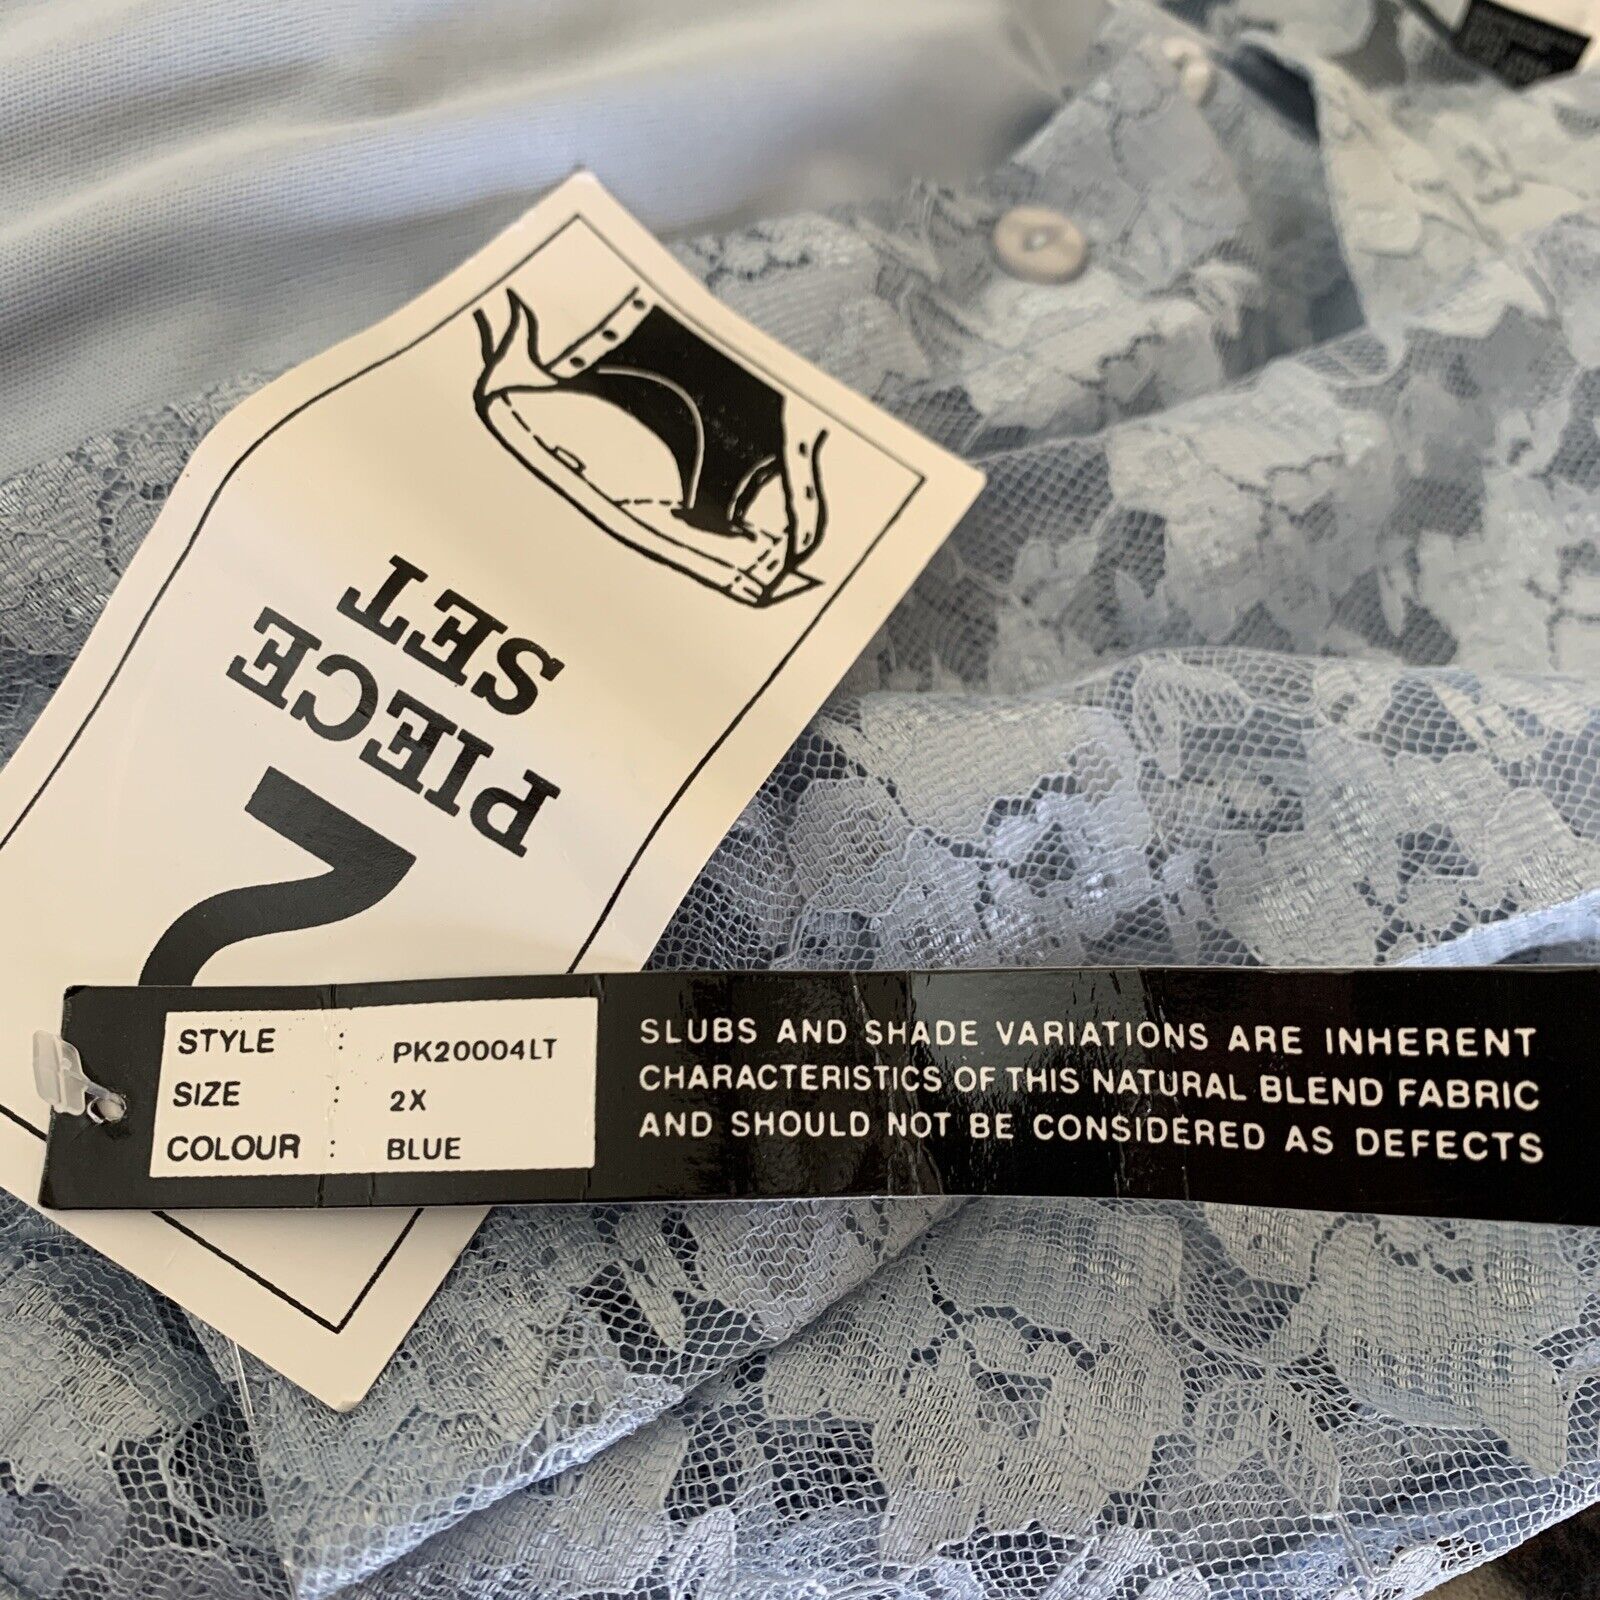 2
PIECE
SET
STYLE : PK20004LT
SIZE : 2X
COLOUR : BLUE
SLUBS AND SHADE VARIATIONS ARE INHERENT
CHARACTERISTICS OF THIS NATURAL BLEND FABRIC
AND SHOULD NOT BE CONSIDERED AS DEFECTS